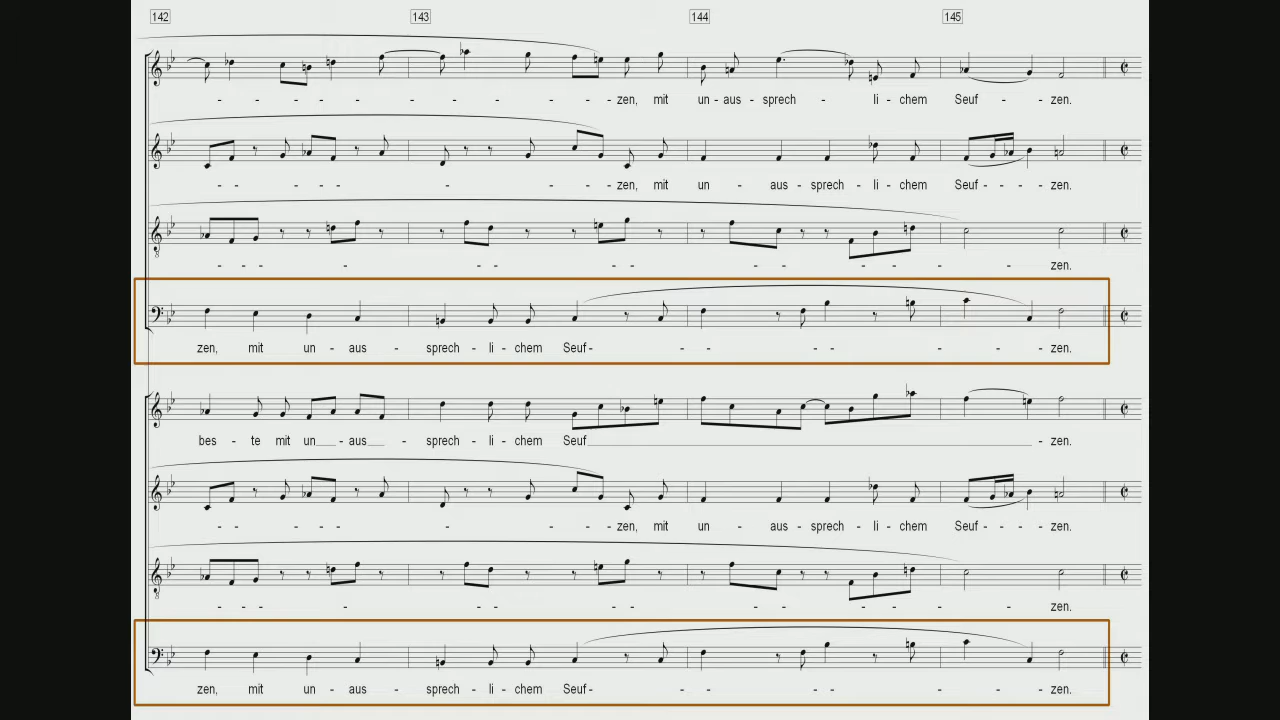 142 143 144 145
- - - - - - - - - zen, mit un - aus - sprech - li - chem Seuf - - zen.
- - - - - - zen, mit un - aus - sprech - li - chem Seuf - - - - zen.
- - - - - - - - - - - - - zen.
zen, mit un - aus - sprech - li - chem Seuf - - - - - - - zen.
bes - te mit un - aus - sprech - li - chem Seuf - zen.
- - - - - - zen, mit un - aus - sprech - li - chem Seuf - - - - zen.
- - - - - - - - - - - - - zen.
zen, mit un - aus - sprech - li - chem Seuf - - - - - - - zen.